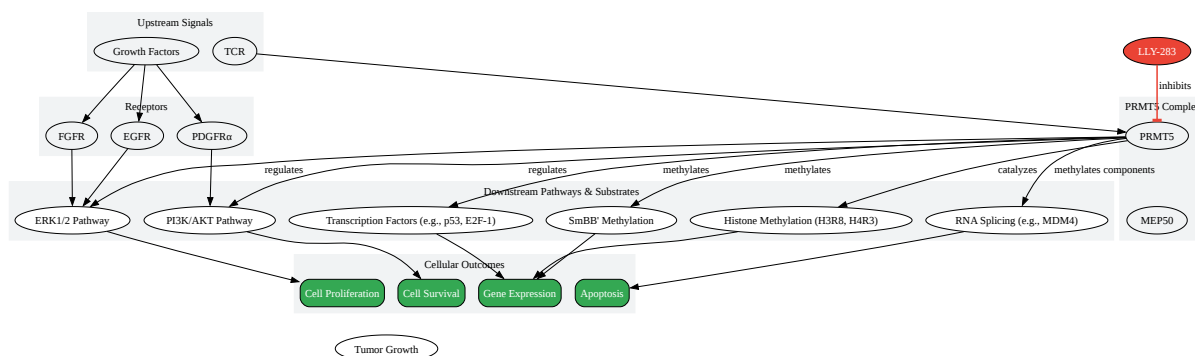 Upstream Signals
Growth Factors
TCR
LLY-283
inhibits
Receptors
PRMT5 Comple
FGFR
EGFR
PDGFRα
PRMT5
regulates
regulates
methylates
methylates
catalyzes
methylates components
Downstream Pathways & Substrates
ERK1/2 Pathway
PI3K/AKT Pathway
Transcription Factors (e.g., p53, E2F-1)
SmBB' Methylation
Histone Methylation (H3R8, H4R3)
RNA Splicing (e.g., MDM4)
MEP50
Cellular Outcomes
Cell Proliferation
Cell Survival
Gene Expression
Apoptosis
Tumor Growth